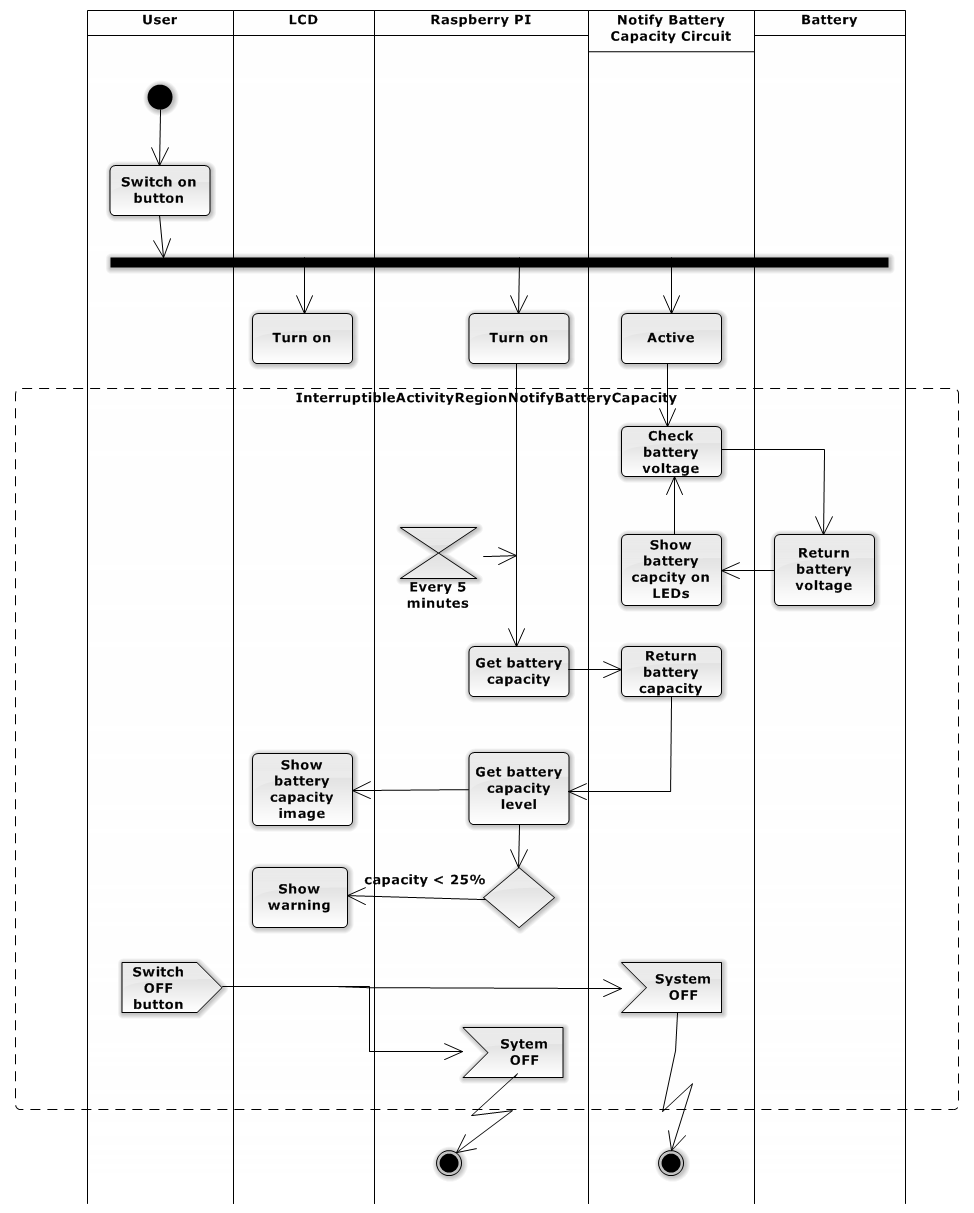 User
LCD
Raspberry PI
Notify Battery
Capacity Circuit
Battery
Switch on
button
Turn on
Turn on
Active
InterruptibleActivityRegionNotifyBatteryCapacity
Check
battery
voltage
Every 5
minutes
Show
battery
capcity on
LEDs
Return
battery
voltage
Get battery
capacity
Return
battery
capacity
Show
battery
capacity
image
Get battery
capacity
level
capacity < 25%
Show
warning
Switch
OFF
button
System
OFF
Sytem
OFF